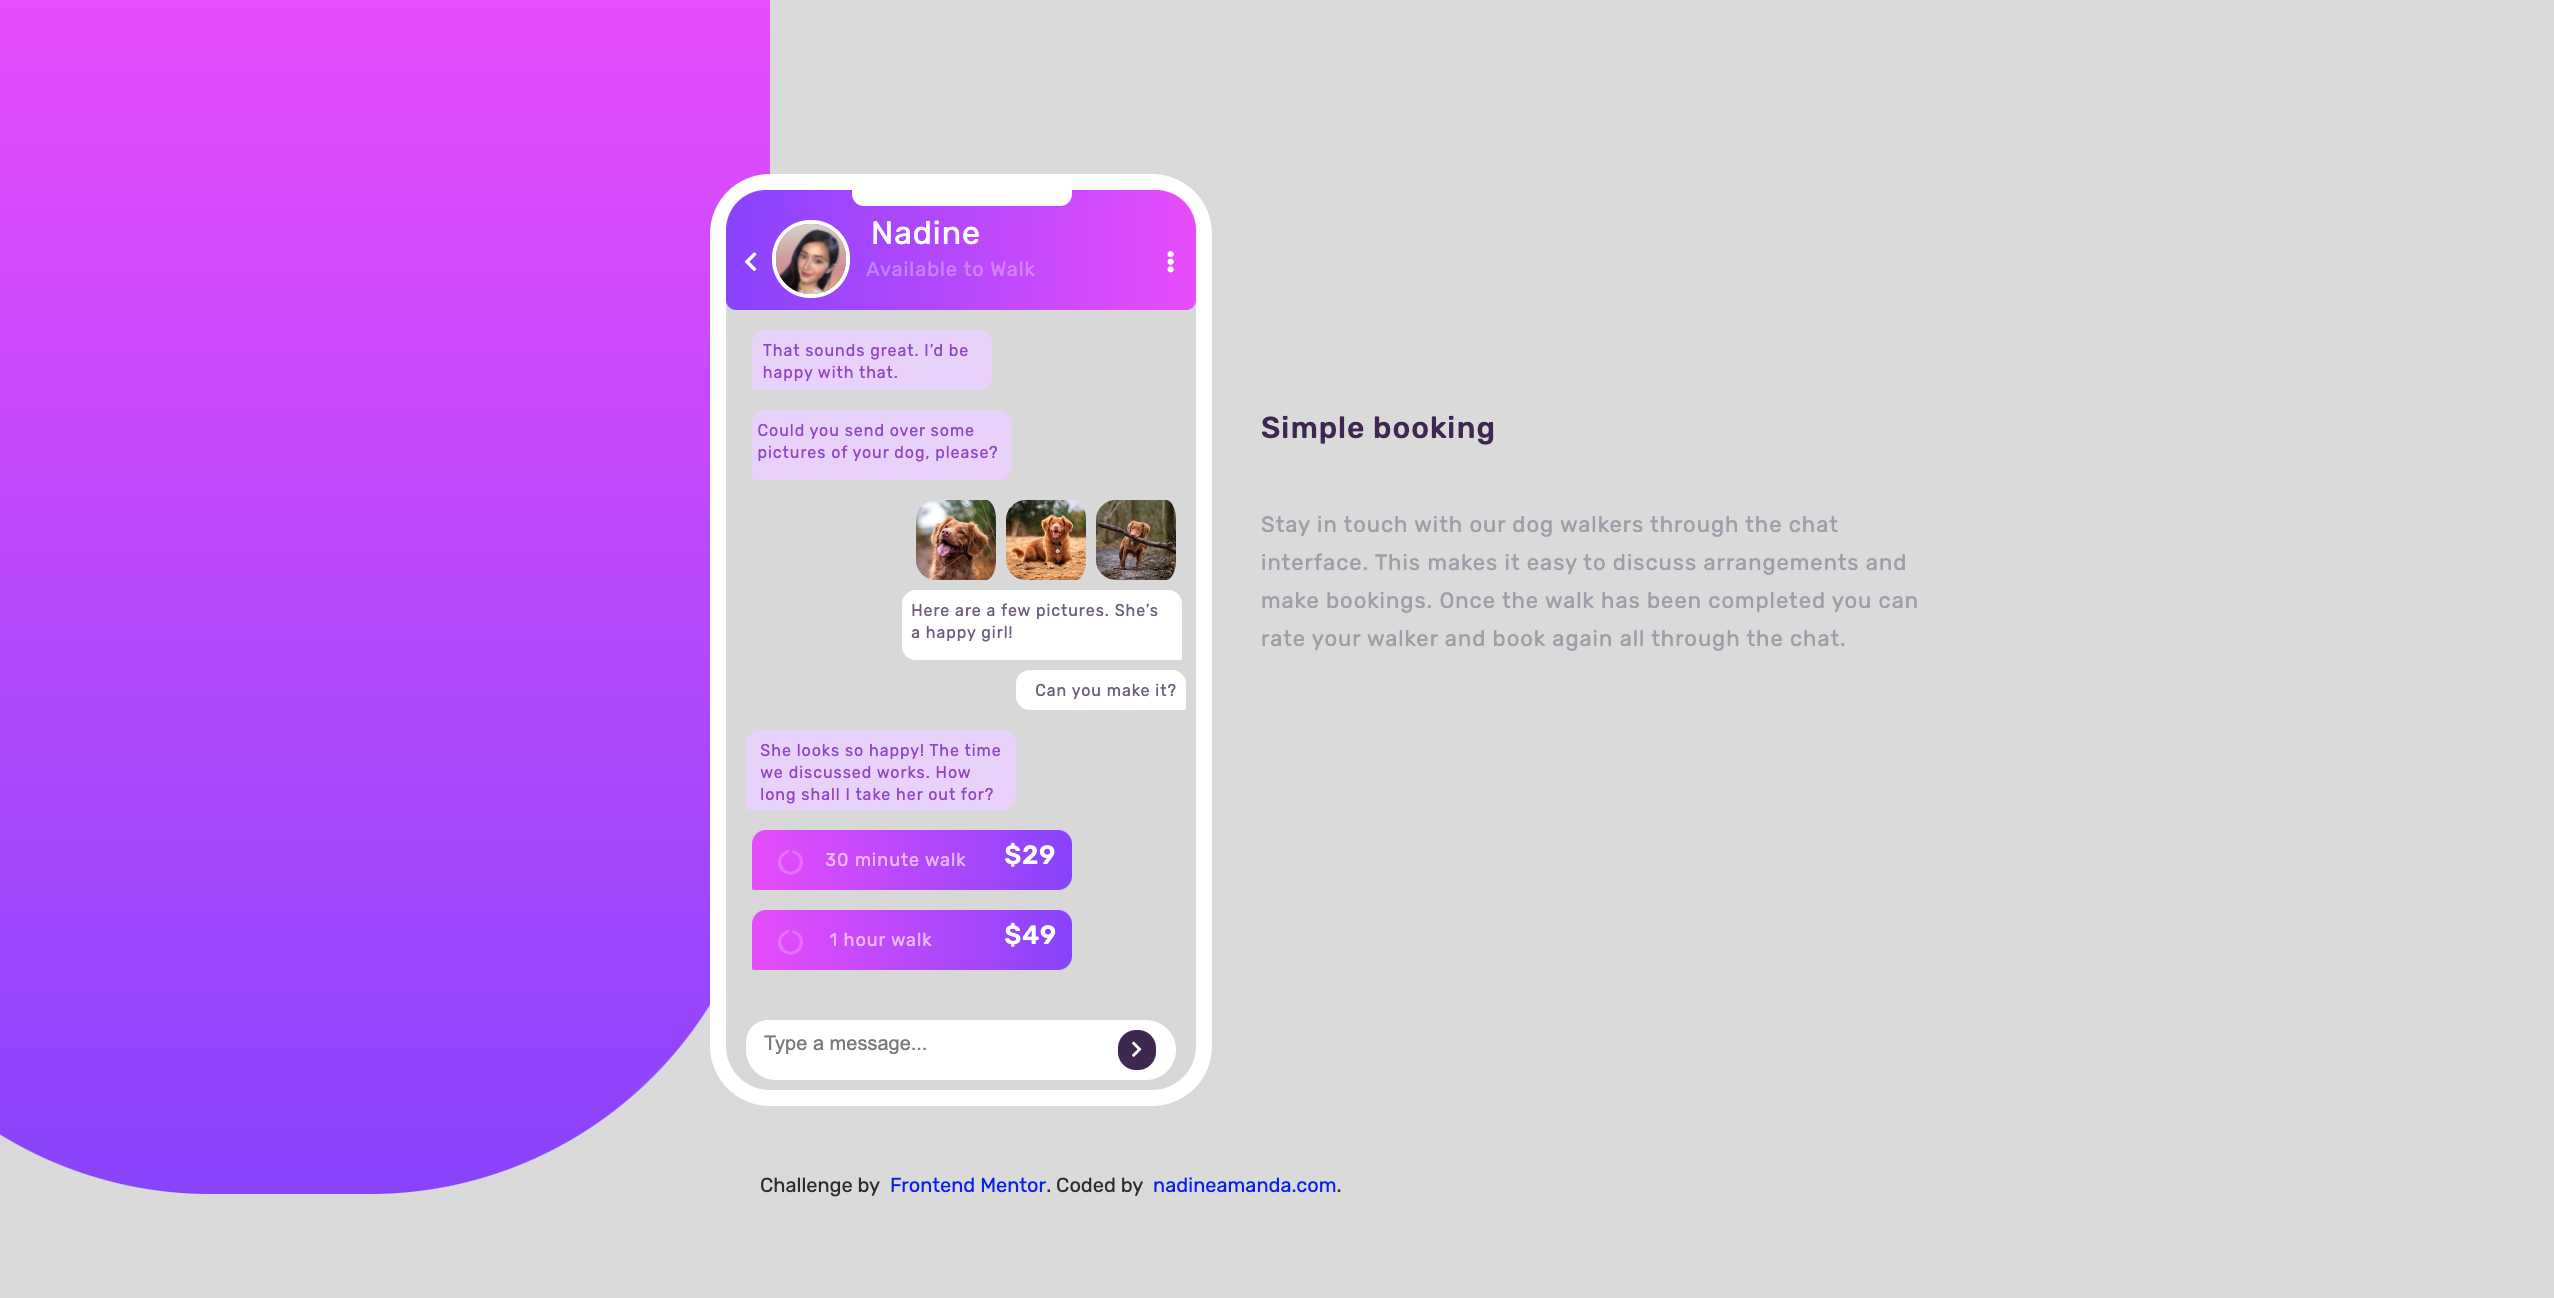 Nadine
Available to Walk
That sounds great. I’d be
happy with that.
Could you send over some
pictures of your dog, please?
Here are a few pictures. She’s
a happy girl!
Can you make it?
She looks so happy! The time
we discussed works. How
long shall I take her out for?
30 minute walk $29
1 hour walk $49
Type a message...
Simple booking
Stay in touch with our dog walkers through the chat
interface. This makes it easy to discuss arrangements and
make bookings. Once the walk has been completed you can
rate your walker and book again all through the chat.
Challenge by Frontend Mentor. Coded by nadineamanda.com.